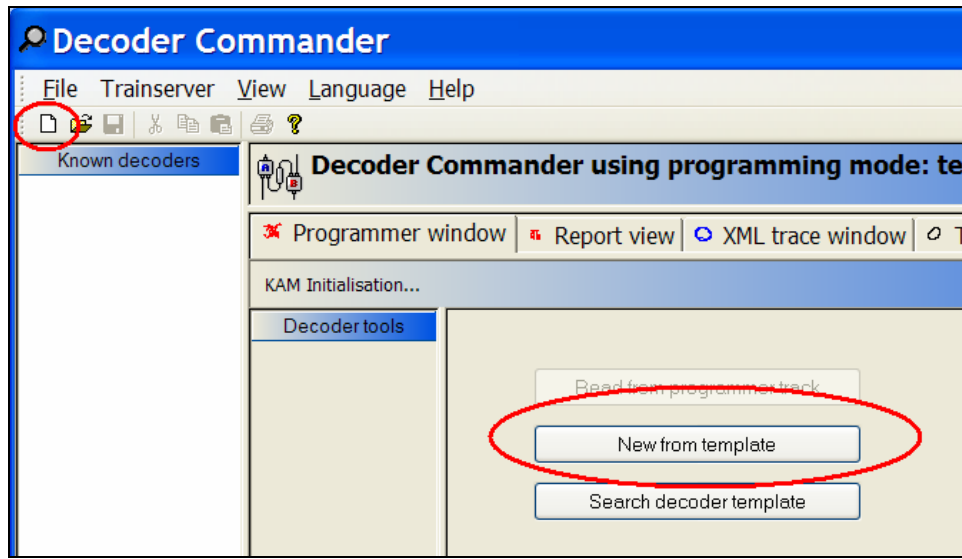 Decoder Commander
File Trainserver View Language Help
Known decoders
Decoder Commander using programming mode: te
Programmer window Report view XML trace window T
KAM Initialisation...
Decoder tools
Read from programmer track
New from template
Search decoder template